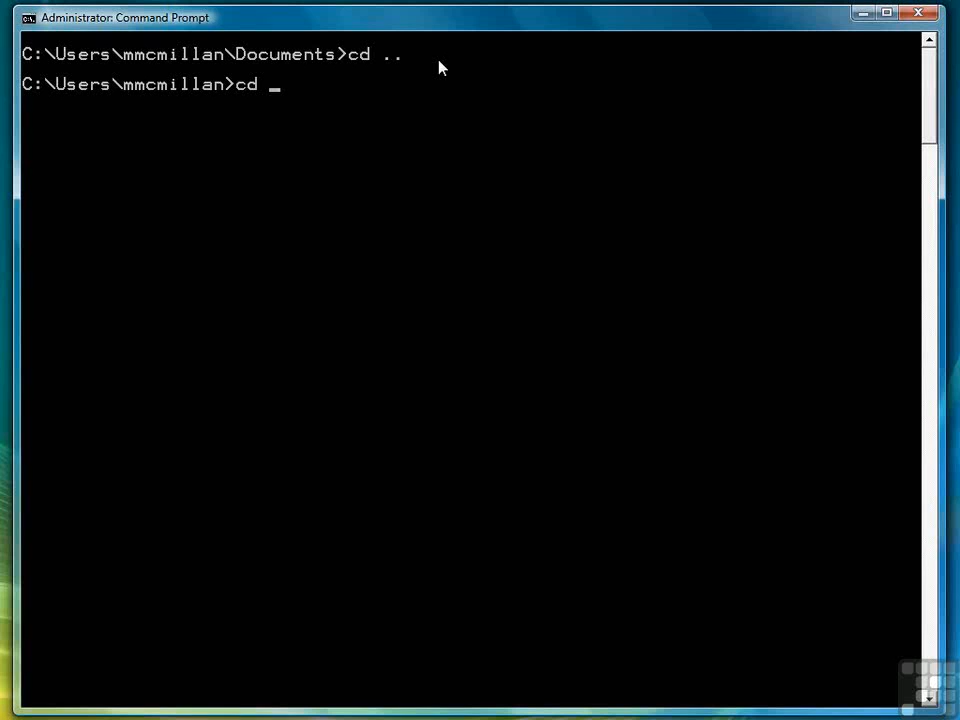 Administrator: Command Prompt
C:\Users\mmcmillan\Documents>cd ..
C:\Users\mmcmillan>cd _